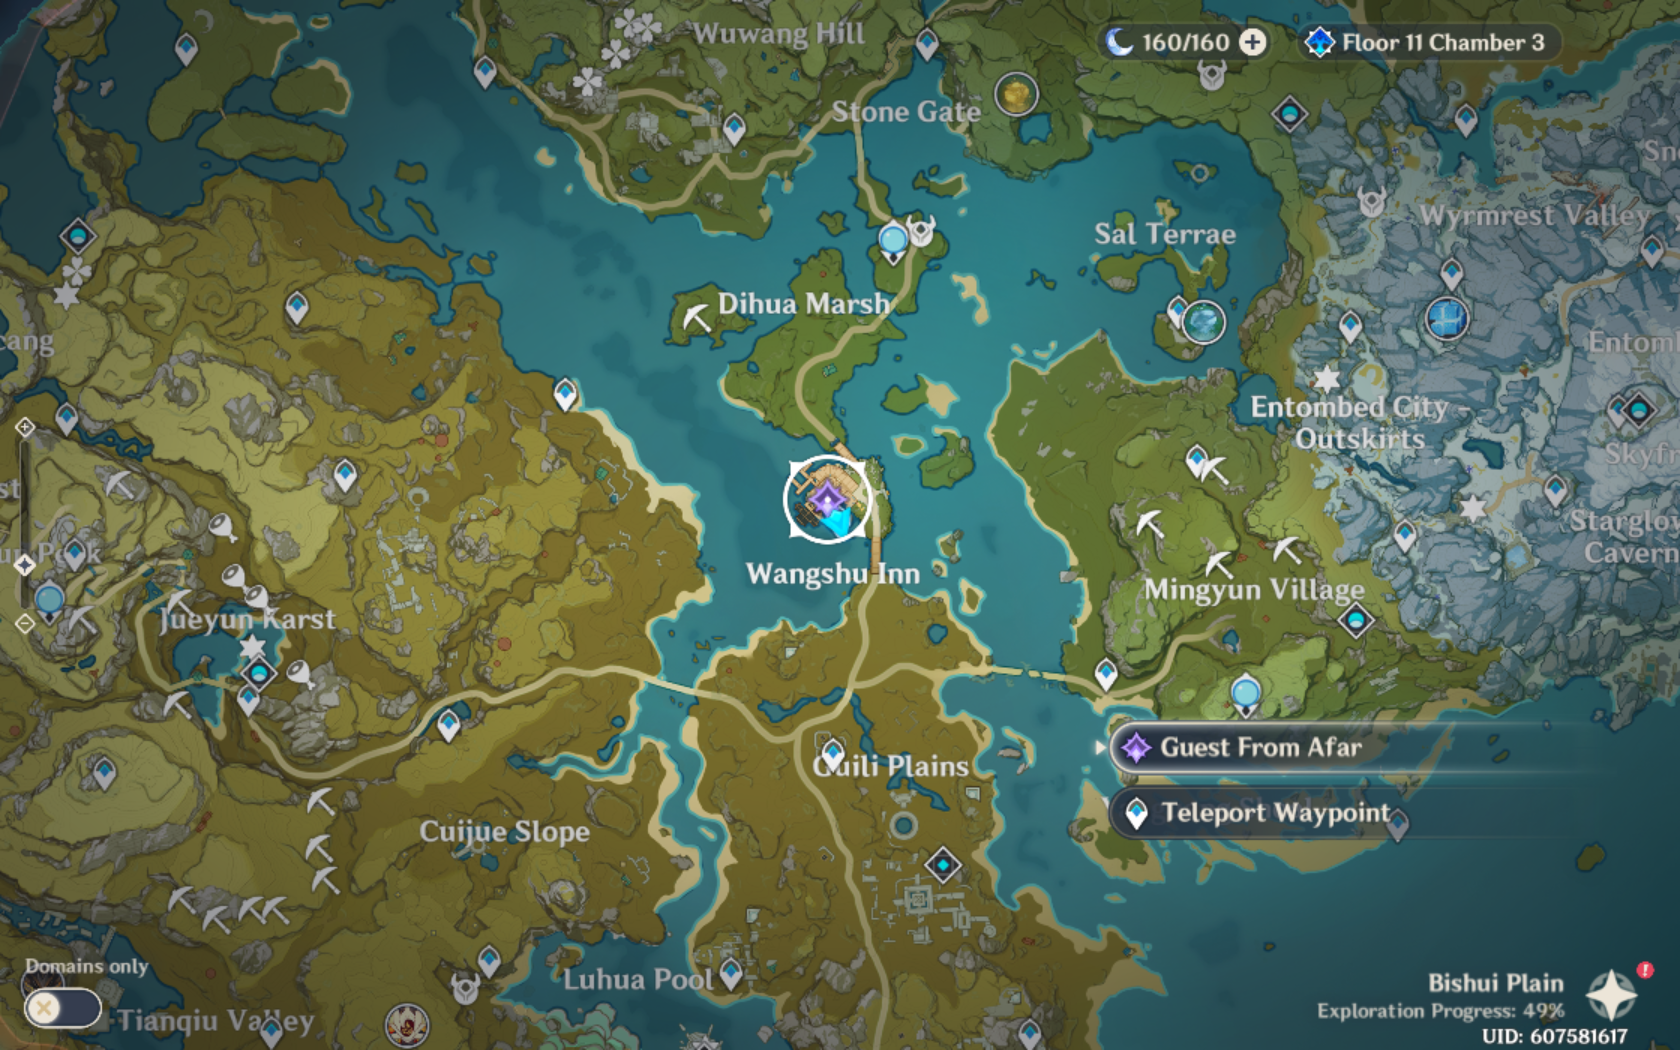 Wuwang Hill
160/160
Floor 11 Chamber 3
Stone Gate
Wyrmrest Valley
Sal Terrae
Dihua Marsh
Entombed City -
Outskirts
Wangshu Inn
Mingyun Village
Jueyun Karst
Guest From Afar
Guili Plains
Teleport Waypoint
Cuijue Slope
Domains only
Luhua Pool
Tianqiu Valley
Bishui Plain
Exploration Progress: 49%
UID: 607581617
Starglow
Cavern